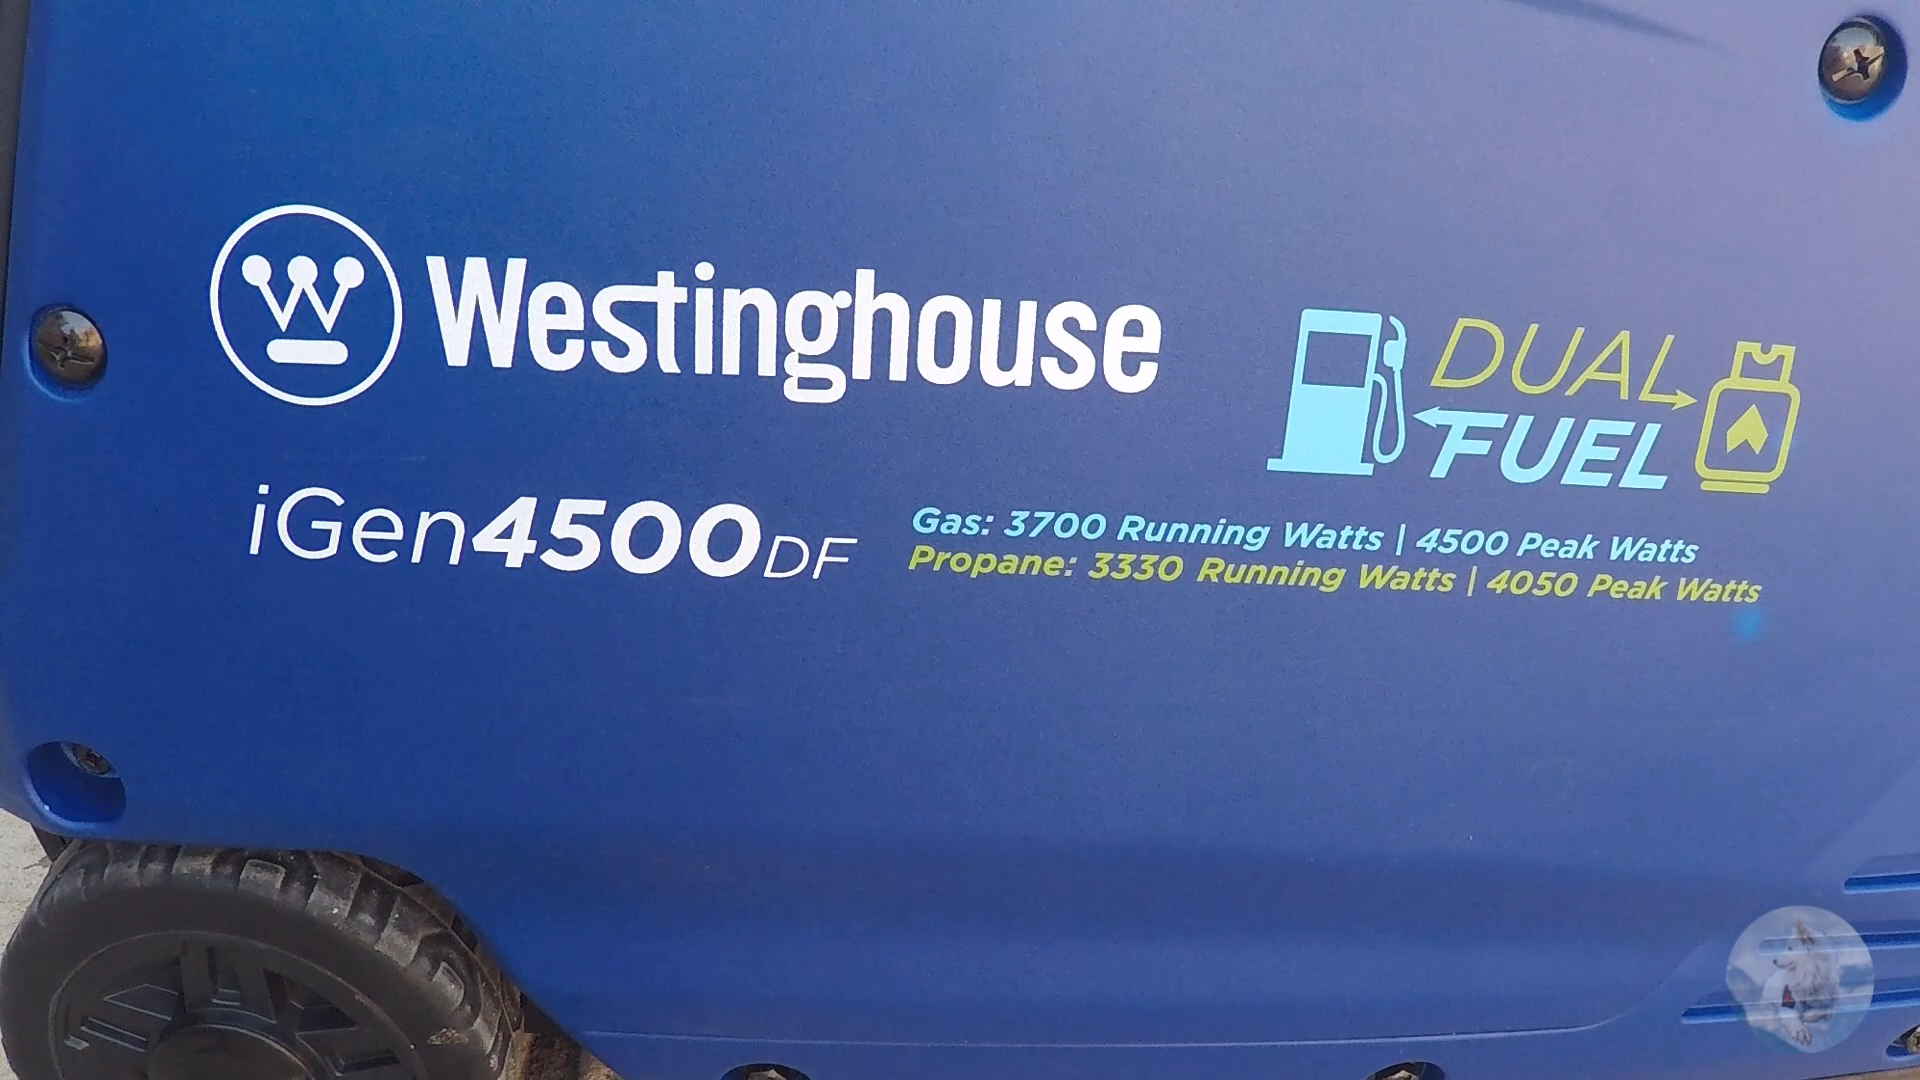 W
Westinghouse
DUAL
FUEL
iGen4500DF
Gas: 3700 Running Watts | 4500 Peak Watts
Propane: 3330 Running Watts | 4050 Peak Watts